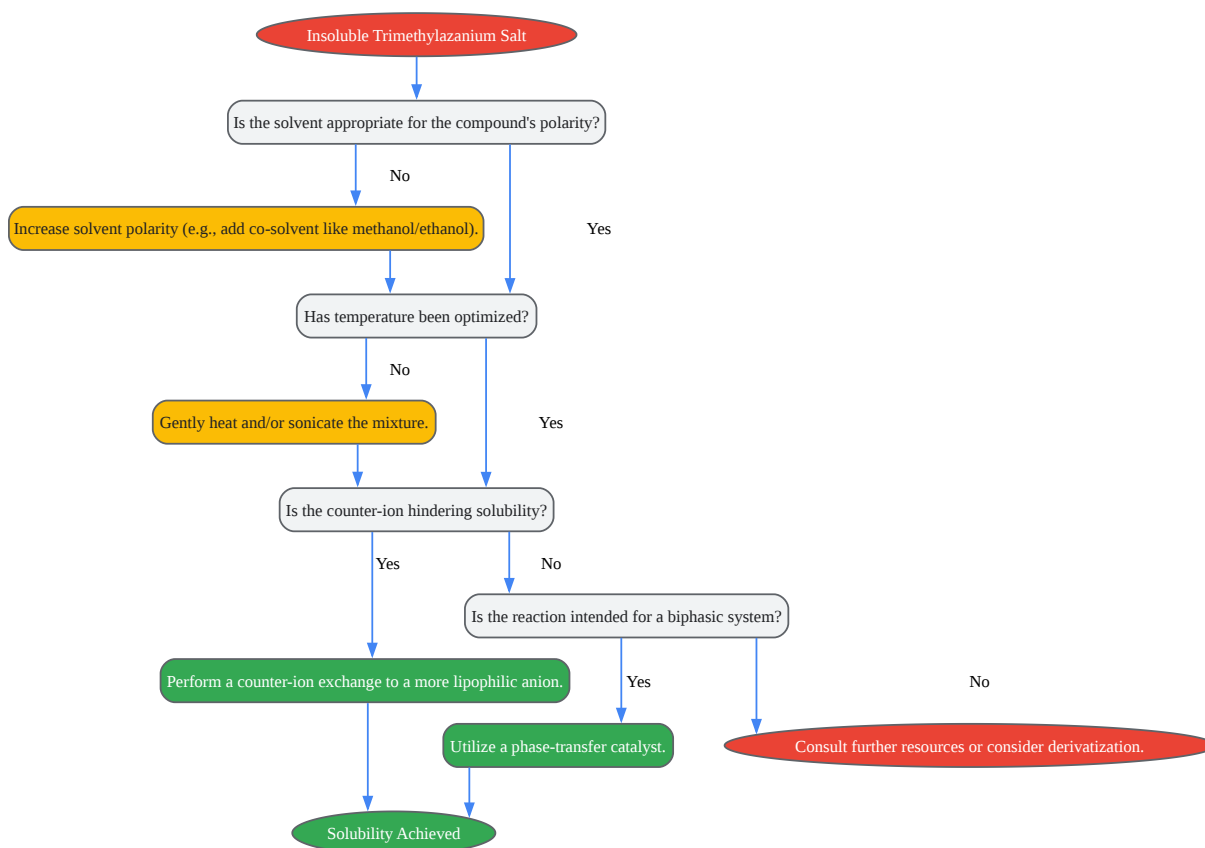 Insoluble Trimethylazanium Salt
Is the solvent appropriate for the compound's polarity?
No
Increase solvent polarity (e.g., add co-solvent like methanol/ethanol).
Yes
Has temperature been optimized?
No
Gently heat and/or sonicate the mixture.
Yes
Is the counter-ion hindering solubility?
Yes
No
Is the reaction intended for a biphasic system?
Perform a counter-ion exchange to a more lipophilic anion.
Yes
No
Utilize a phase-transfer catalyst.
Consult further resources or consider derivatization.
Solubility Achieved